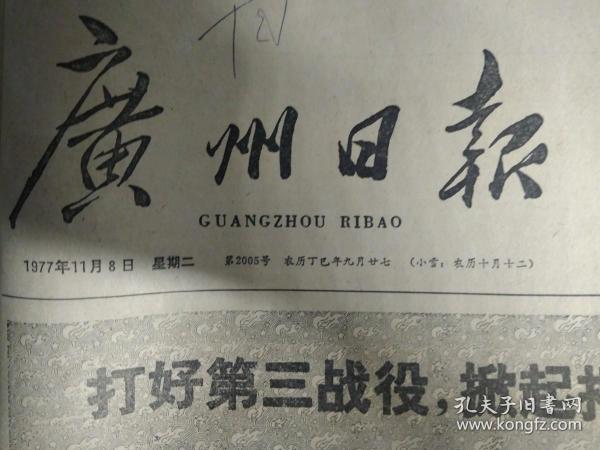 廣州日報
GUANGZHOU RIBAO
1977年11月8日 星期二 第2005号 农历丁巳年九月廿七 (小雪：农历十月十二)
打好第三战役，掀起
孔夫子旧书网
www.kongfz.com